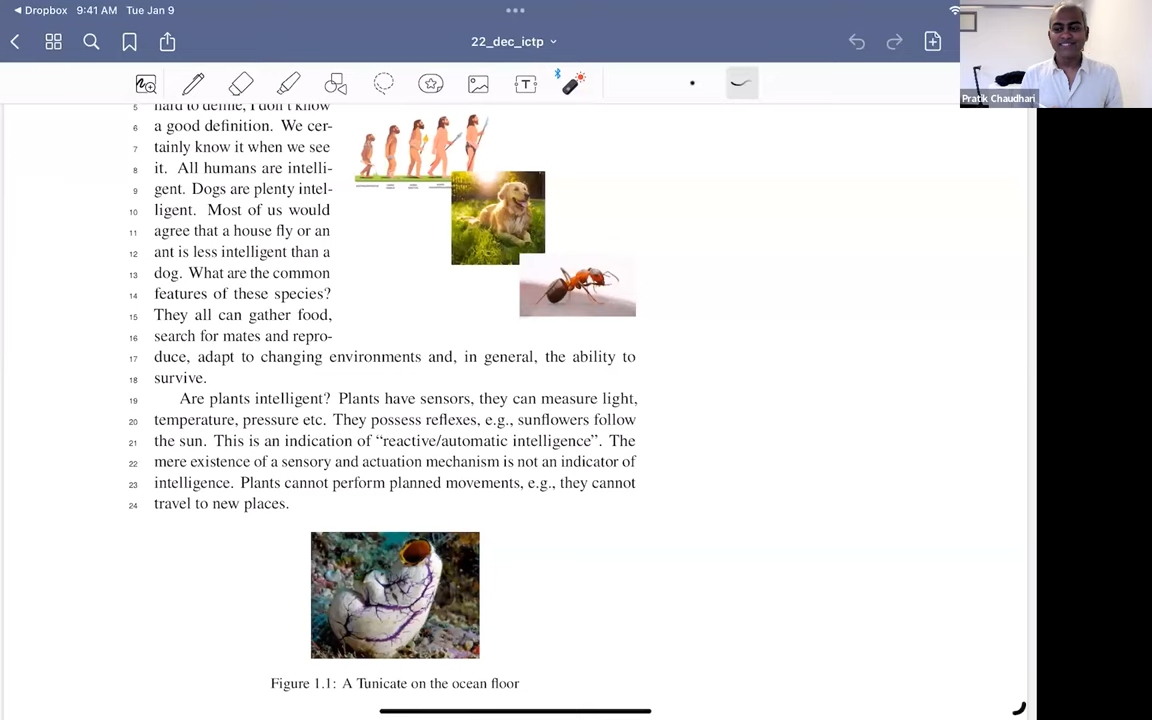 Dropbox 9:41 AM Tue Jan 9
22_dec_ictp
T
Pratik Chaudhari
5 hard to define, I don't know
6 a good definition. We cer-
7 tainly know it when we see
8 it. All humans are intelli-
9 gent. Dogs are plenty intel-
10 ligent. Most of us would
11 agree that a house fly or an
12 ant is less intelligent than a
13 dog. What are the common
14 features of these species?
15 They all can gather food,
16 search for mates and repro-
17 duce, adapt to changing environments and, in general, the ability to
18 survive.
19 Are plants intelligent? Plants have sensors, they can measure light,
20 temperature, pressure etc. They possess reflexes, e.g., sunflowers follow
21 the sun. This is an indication of “reactive/automatic intelligence”. The
22 mere existence of a sensory and actuation mechanism is not an indicator of
23 intelligence. Plants cannot perform planned movements, e.g., they cannot
24 travel to new places.
Figure 1.1: A Tunicate on the ocean floor